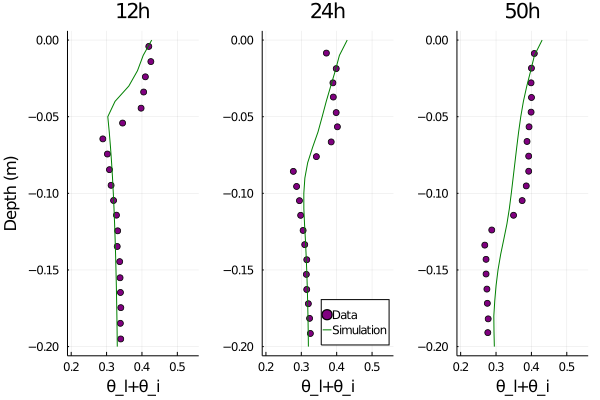 12h 24h 50h
0.00 0.00 0.00
−0.05 −0.05 −0.05
−0.10 −0.10 −0.10
−0.15 −0.15 −0.15
−0.20 −0.20 −0.20
Depth (m)
Data
Simulation
0.2 0.3 0.4 0.5 0.2 0.3 0.4 0.5 0.2 0.3 0.4 0.5
θ_l+θ_i θ_l+θ_i θ_l+θ_i